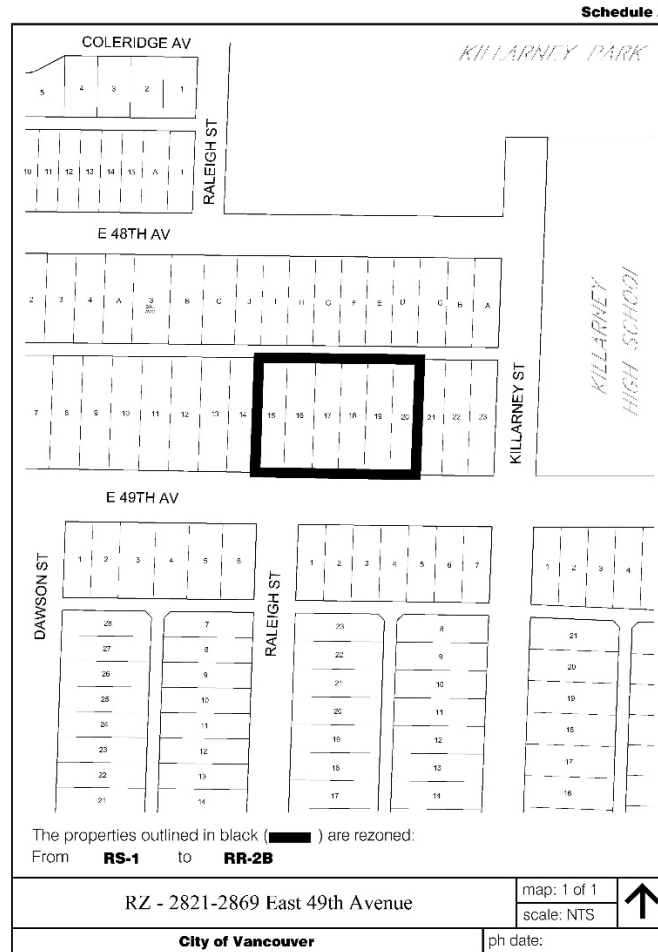 Schedule
COLERIDGE AV
KILLARNEY PARK
5 4 3 2 1
RALEIGH ST
10 11 12 13 14 15 A 1
E 48TH AV
KILLARNEY
HIGH SCHOOL
2 3 4 A 3 B C J I H G F E D C B A
KILLARNEY ST
7 8 9 10 11 12 13 14 15 16 17 18 19 20 21 22 23
E 49TH AV
DAWSON ST
1 2 3 4 5 6
RALEIGH ST
1 2 3 4 5 6 7
1 2 3 4
28 7 23 8 21
27 8 22 9 20
26 9 21 10 19
25 10 20 11 18
24 11 19 12 17
23 12 18 13 16
22 13 17 14
21 14
The properties outlined in black ( ) are rezoned:
From RS-1 to RR-2B
RZ - 2821-2869 East 49th Avenue
map: 1 of 1
scale: NTS
City of Vancouver
ph date: